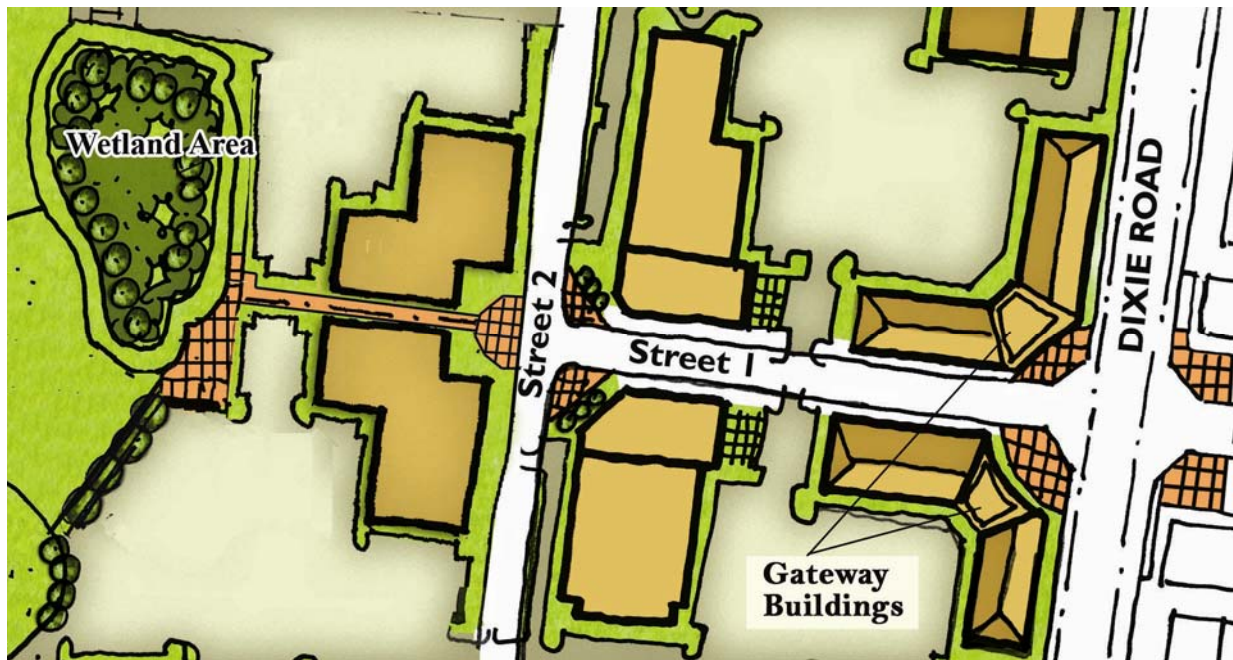 Wetland Area
Street 2
Street 1
DIXIE ROAD
Gateway
Buildings